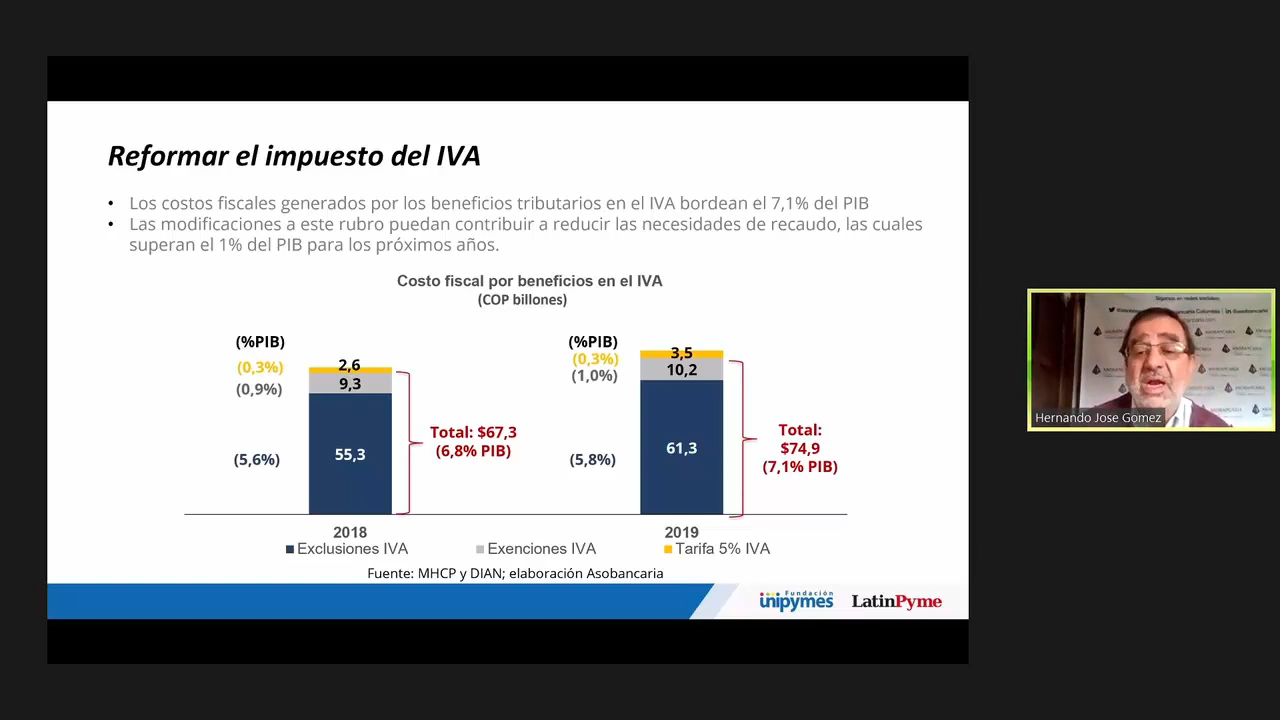 Reformar el impuesto del IVA
• Los costos fiscales generados por los beneficios tributarios en el IVA bordean el 7,1% del PIB
• Las modificaciones a este rubro puedan contribuir a reducir las necesidades de recaudo, las cuales
superan el 1% del PIB para los próximos años.
Costo fiscal por beneficios en el IVA
(COP billones)
(%PIB)
(0,3%)
(0,9%)
(5,6%)
2,6
9,3
55,3
Total: $67,3
(6,8% PIB)
(%PIB)
(0,3%)
(1,0%)
(5,8%)
3,5
10,2
61,3
Total:
$74,9
(7,1% PIB)
2018
2019
Exclusiones IVA
Exenciones IVA
Tarifa 5% IVA
Fuente: MHCP y DIAN; elaboración Asobancaria
Fundación
unipymes
LatinPyme
Hernando Jose Gomez